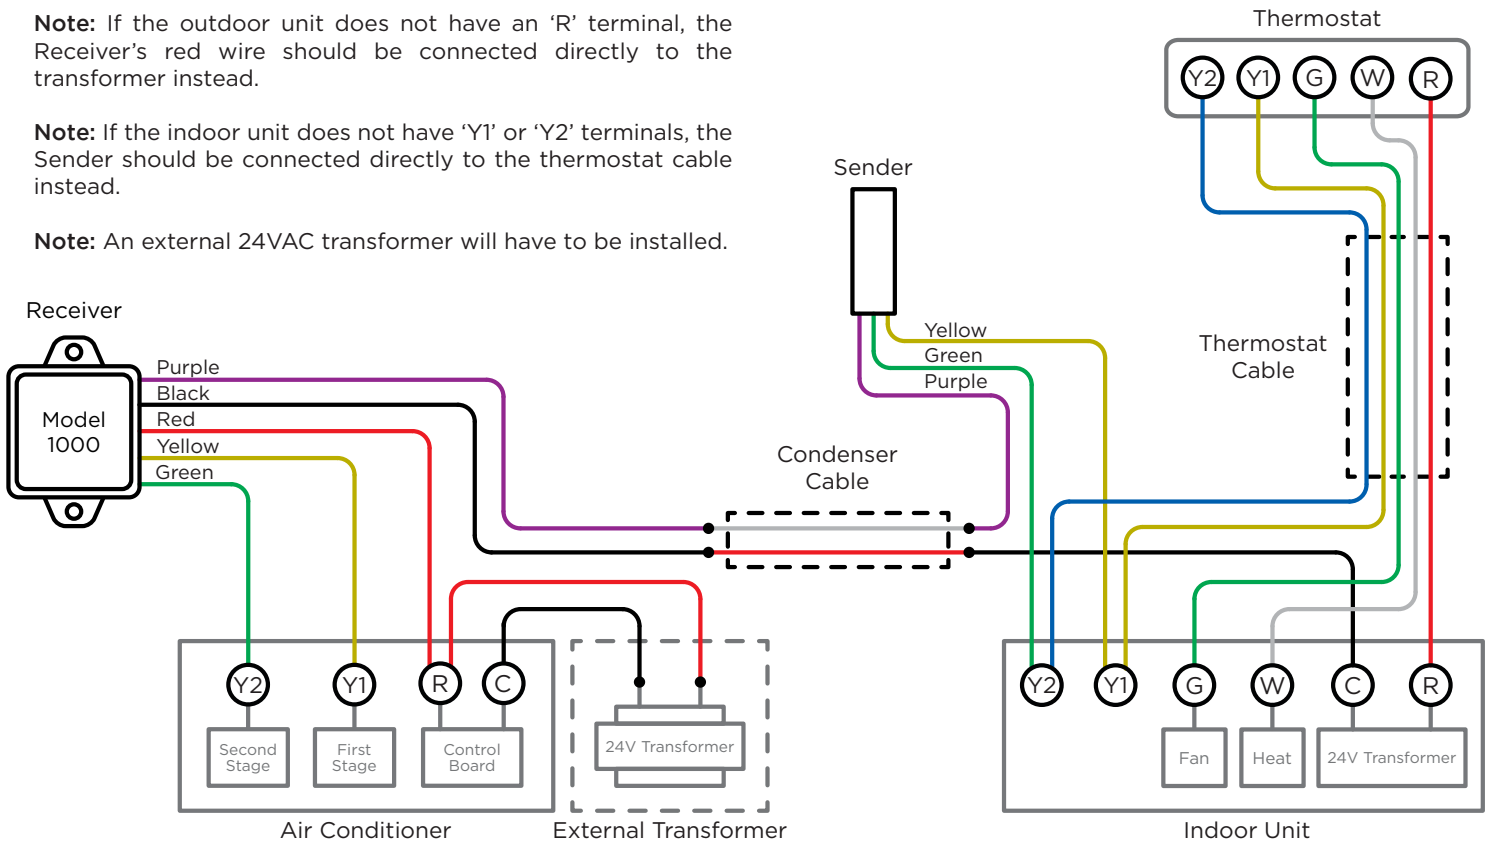 Note: If the outdoor unit does not have an ‘R’ terminal, the
Receiver’s red wire should be connected directly to the
transformer instead.
Note: If the indoor unit does not have ‘Y1’ or ‘Y2’ terminals, the
Sender should be connected directly to the thermostat cable
instead.
Note: An external 24VAC transformer will have to be installed.
Thermostat
Y2 Y1 G W R
Sender
Yellow
Green
Purple
Thermostat
Cable
Receiver
Model
1000
Purple
Black
Red
Yellow
Green
Condenser
Cable
Y2 Y1 R C
Second
Stage
First
Stage
Control
Board
Air Conditioner
24V Transformer
External Transformer
Y2 Y1 G W C R
Fan
Heat
24V Transformer
Indoor Unit